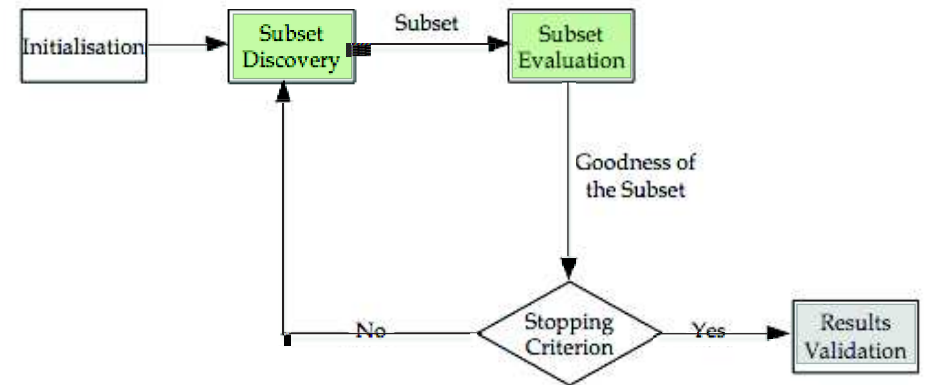 Initialisation
Subset
Discovery
Subset
Subset
Evaluation
Goodness of
the Subset
Stopping
Criterion
No
Yes
Results
Validation